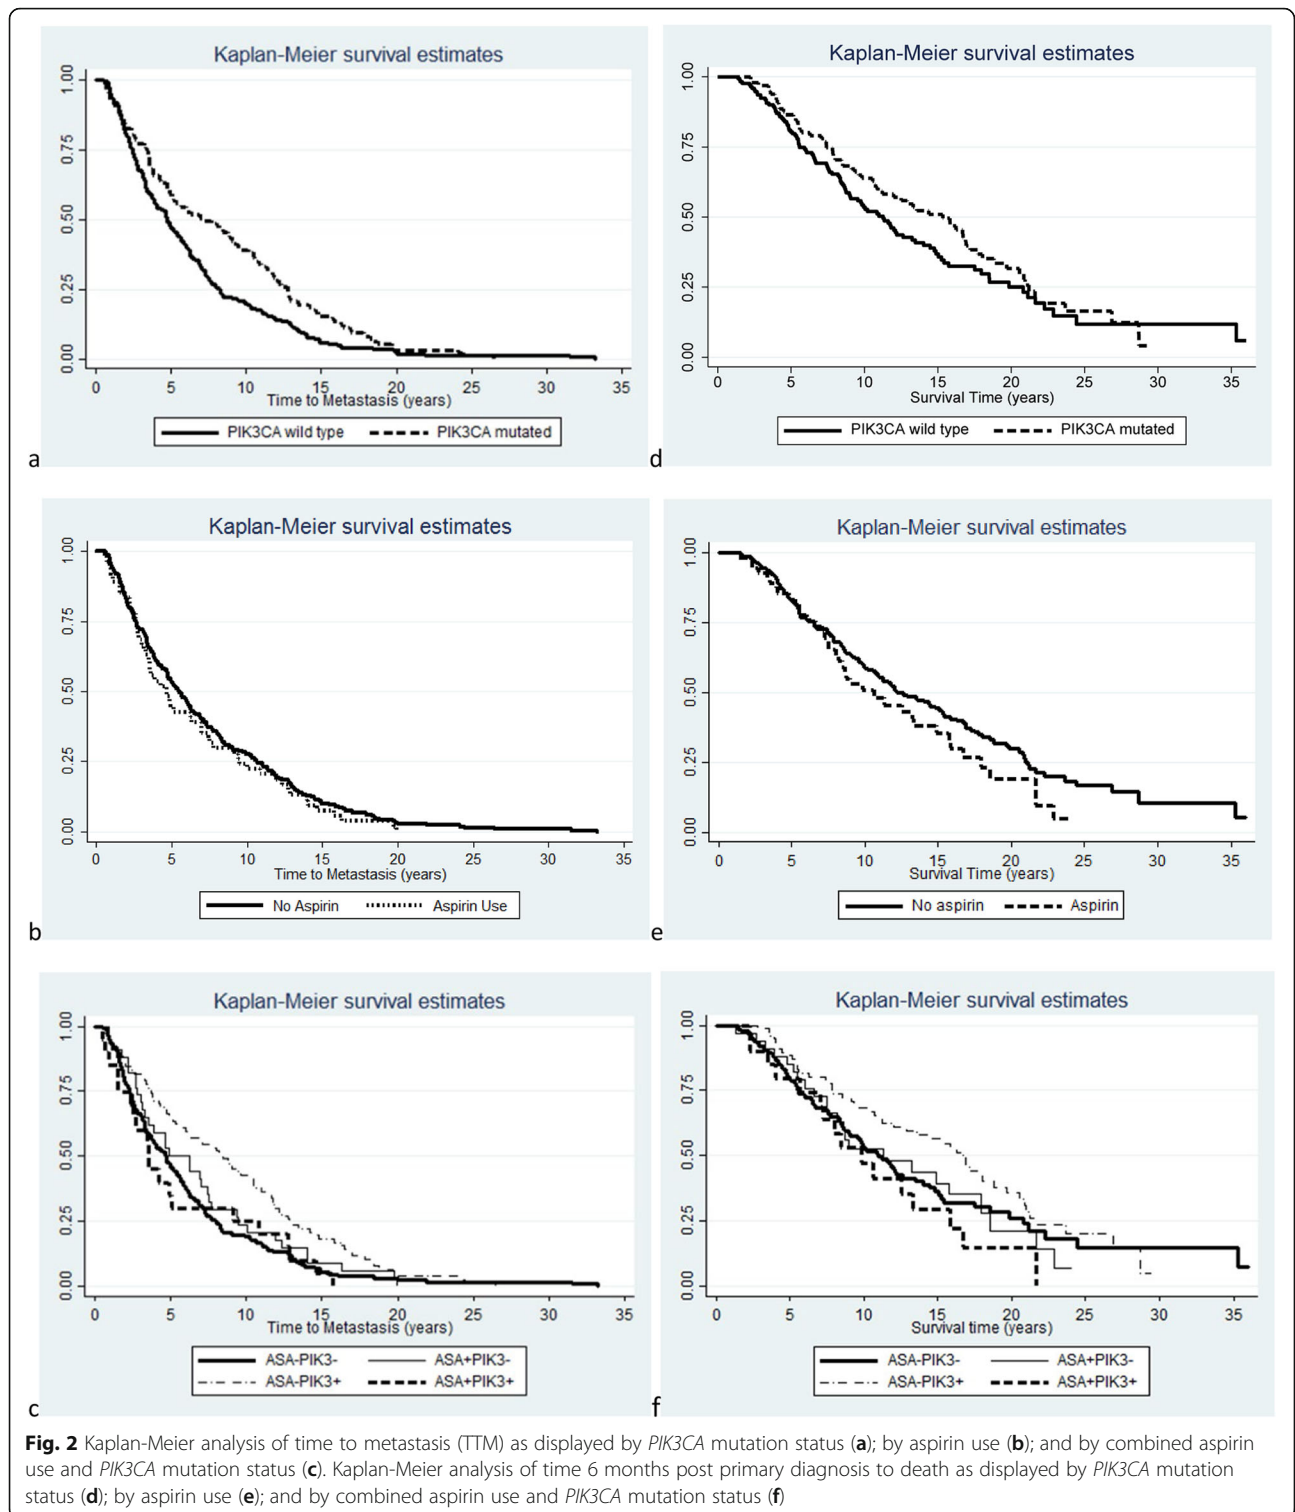 Kaplan-Meier survival estimates
1.00
0.75
0.50
0.25
0.00
0 5 10 15 20 25 30 35
Time to Metastasis (years)
PIK3CA wild type PIK3CA mutated
a
Kaplan-Meier survival estimates
1.00
0.75
0.50
0.25
0.00
0 5 10 15 20 25 30 35
Survival Time (years)
PIK3CA wild type PIK3CA mutated
d
Kaplan-Meier survival estimates
1.00
0.75
0.50
0.25
0.00
0 5 10 15 20 25 30 35
Time to Metastasis (years)
No Aspirin Aspirin Use
b
Kaplan-Meier survival estimates
1.00
0.75
0.50
0.25
0.00
0 5 10 15 20 25 30 35
Survival Time (years)
No aspirin Aspirin
e
Kaplan-Meier survival estimates
1.00
0.75
0.50
0.25
0.00
0 5 10 15 20 25 30 35
Time to Metastasis (years)
ASA-PIK3- ASA+PIK3-
ASA-PIK3+ ASA+PIK3+
c
Kaplan-Meier survival estimates
1.00
0.75
0.50
0.25
0.00
0 5 10 15 20 25 30 35
Survival time (years)
ASA-PIK3- ASA+PIK3-
ASA-PIK3+ ASA+PIK3+
f
Fig. 2 Kaplan-Meier analysis of time to metastasis (TTM) as displayed by PIK3CA mutation status (a); by aspirin use (b); and by combined aspirin
use and PIK3CA mutation status (c). Kaplan-Meier analysis of time 6 months post primary diagnosis to death as displayed by PIK3CA mutation
status (d); by aspirin use (e); and by combined aspirin use and PIK3CA mutation status (f)